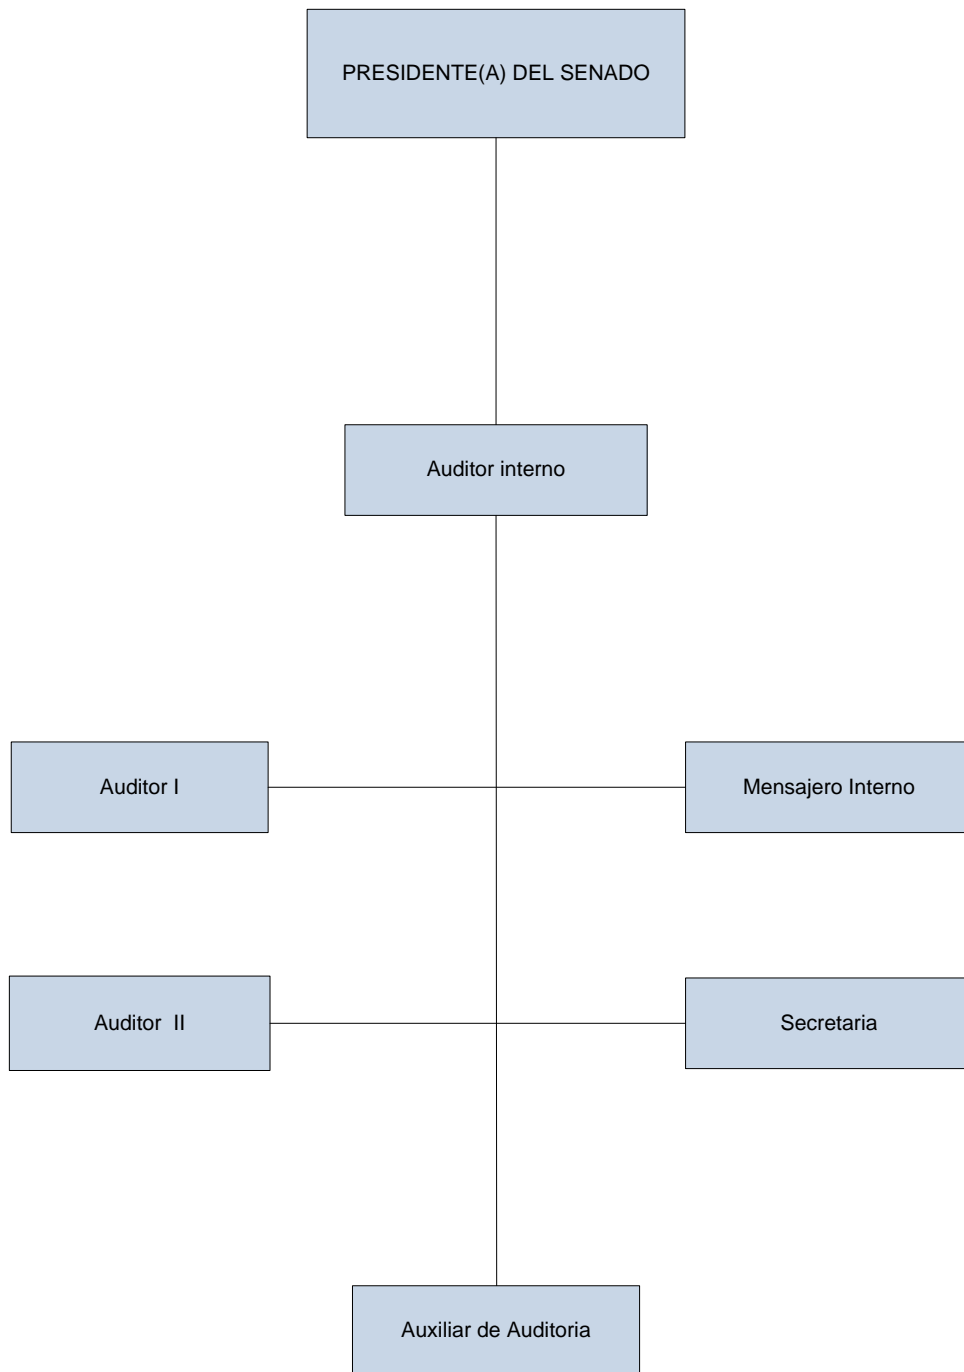 PRESIDENTE(A) DEL SENADO
Auditor interno
Auditor I
Mensajero Interno
Auditor  II
Secretaria
Auxiliar de Auditoria